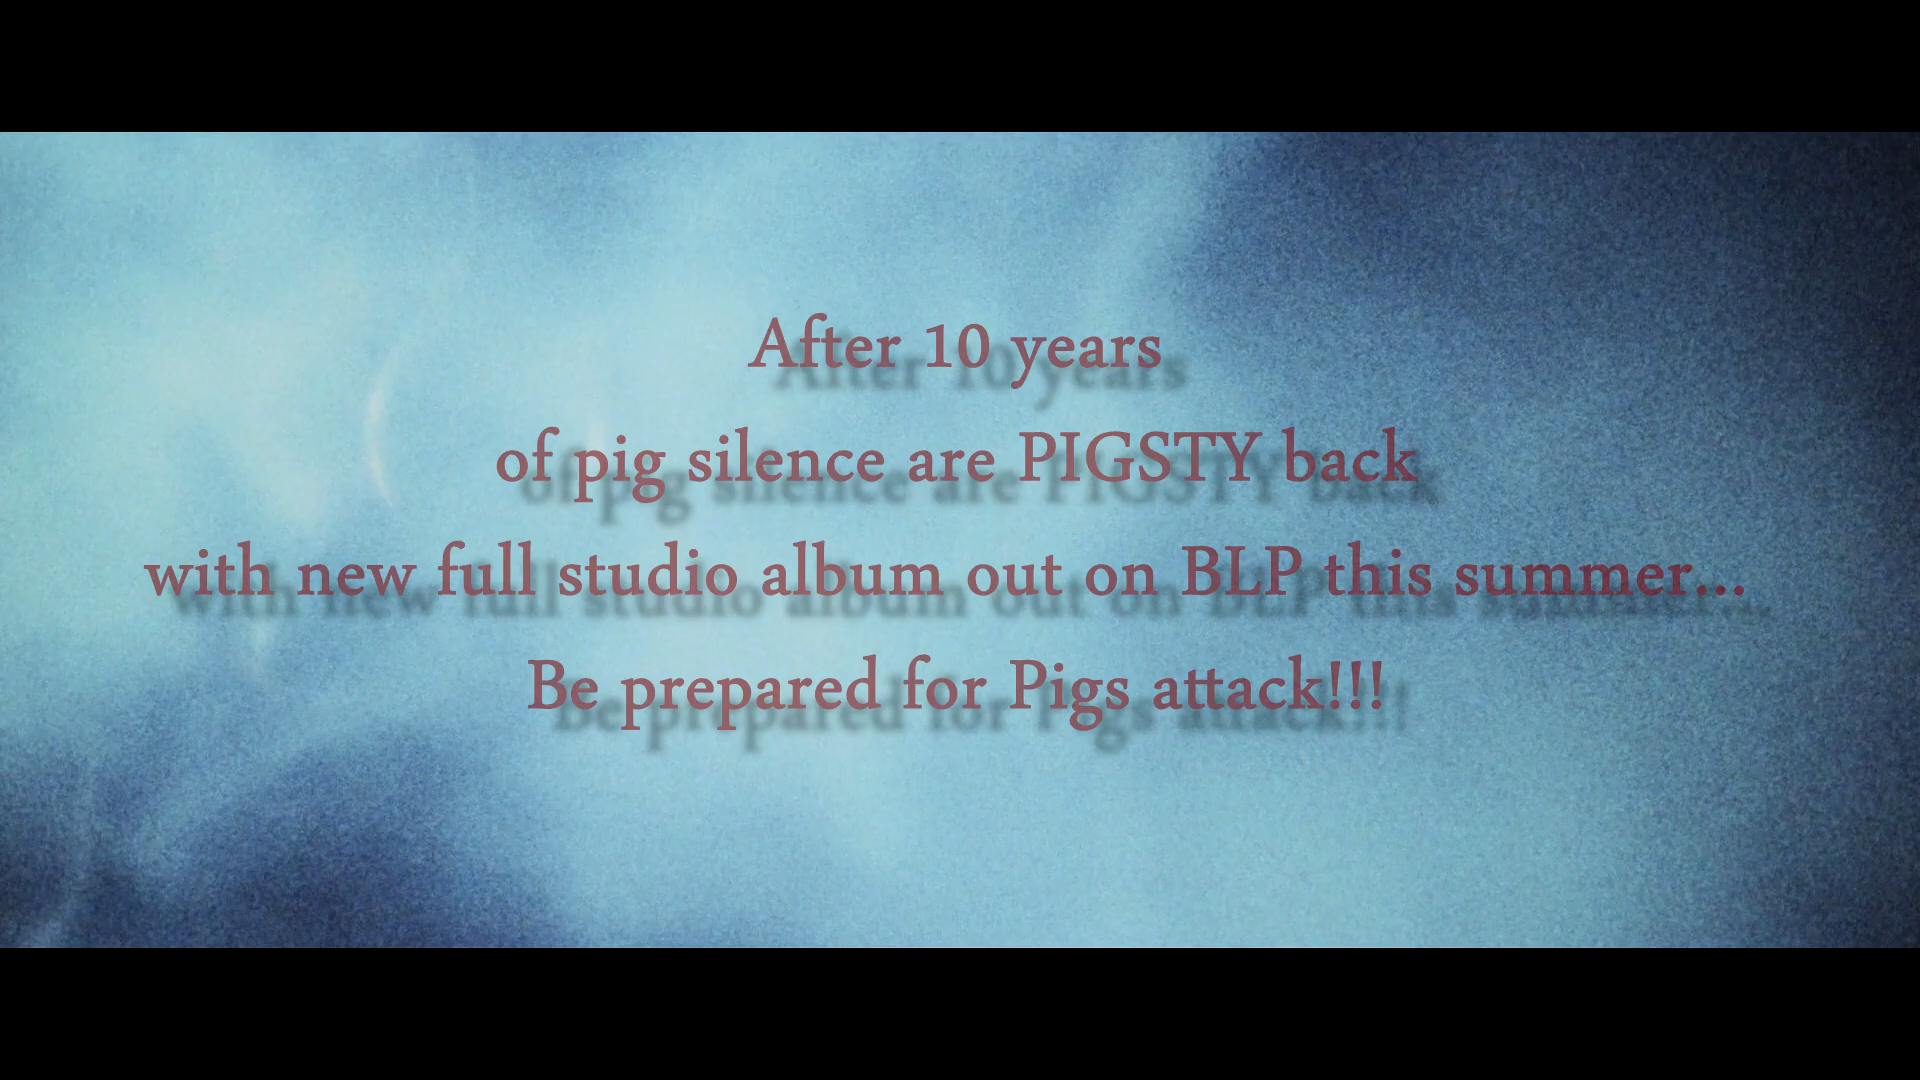 After 10 years
of pig silence are PIGSTY back
with new full studio album out on BLP this summer...
Be prepared for Pigs attack!!!